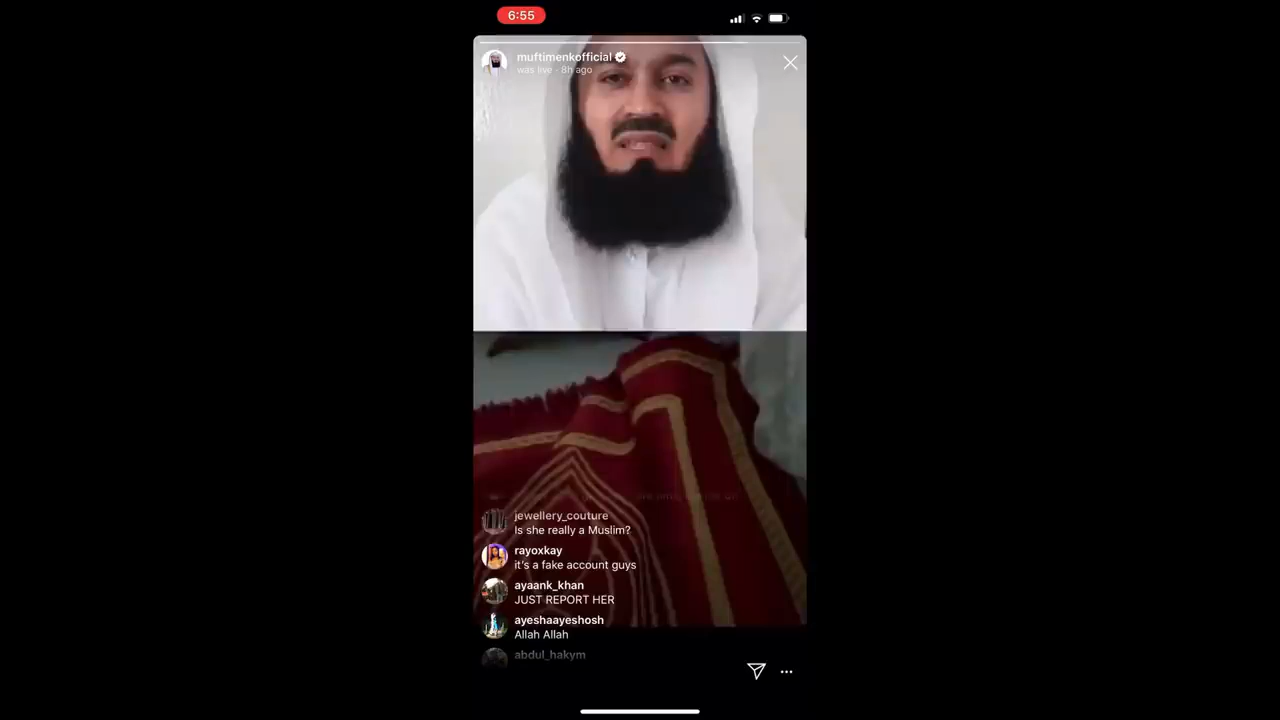 6:55
muftimenkofficial
was live · 8h ago
jewellery_couture
Is she really a Muslim?
rayoxkay
it's a fake account guys
ayaank_khan
JUST REPORT HER
ayeshaayeshosh
Allah Allah
abdul_hakym